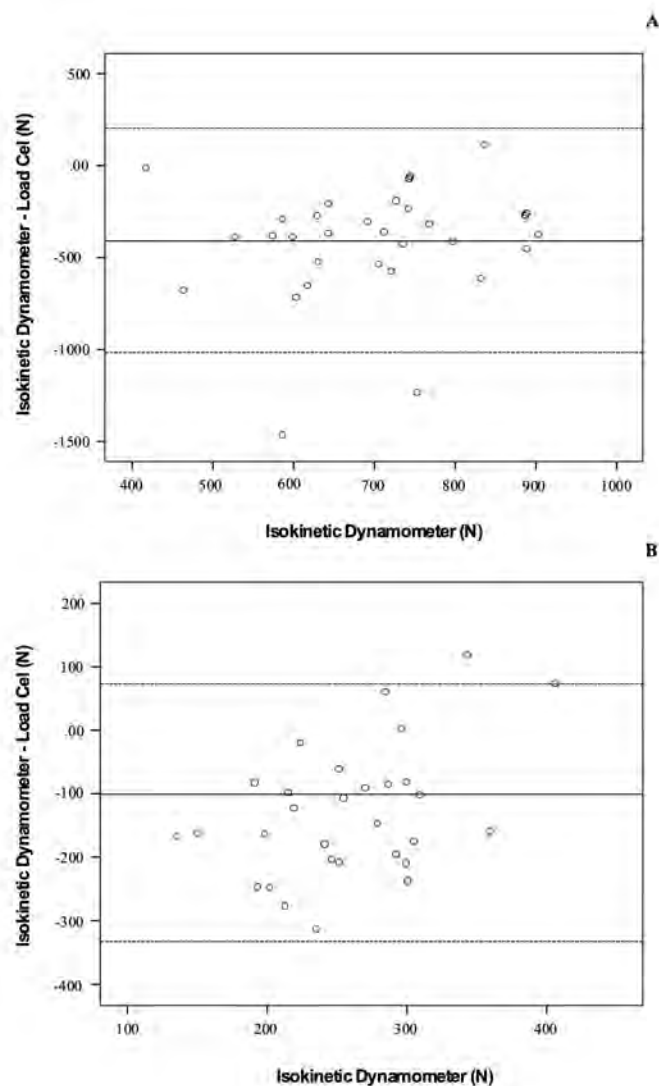 A
500
00
-500
-1000
-1500
Isokinetic Dynamometer - Load Cel (N)
400 500 600 700 800 900 1000
Isokinetic Dynamometer (N)
B
200
100
00
-100
-200
-300
-400
Isokinetic Dynamometer - Load Cel (N)
100 200 300 400
Isokinetic Dynamometer (N)